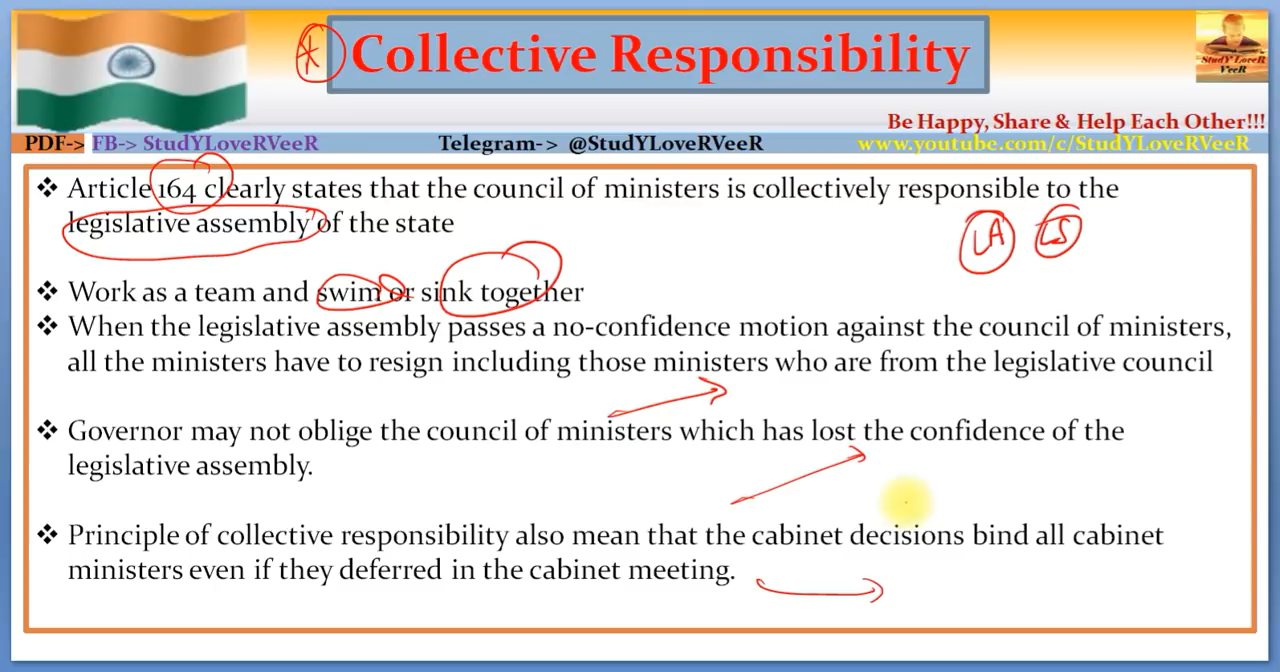 * Collective Responsibility
StudY LoveR
VeeR
Be Happy, Share & Help Each Other!!!
PDF-> FB-> StudYLoveRVeeR Telegram-> @StudYLoveRVeeR www.youtube.com/c/StudYLoveRVeeR
❖ Article 164 clearly states that the council of ministers is collectively responsible to the
legislative assembly of the state
LA LS
❖ Work as a team and swim or sink together
❖ When the legislative assembly passes a no-confidence motion against the council of ministers,
all the ministers have to resign including those ministers who are from the legislative council
❖ Governor may not oblige the council of ministers which has lost the confidence of the
legislative assembly.
❖ Principle of collective responsibility also mean that the cabinet decisions bind all cabinet
ministers even if they deferred in the cabinet meeting.